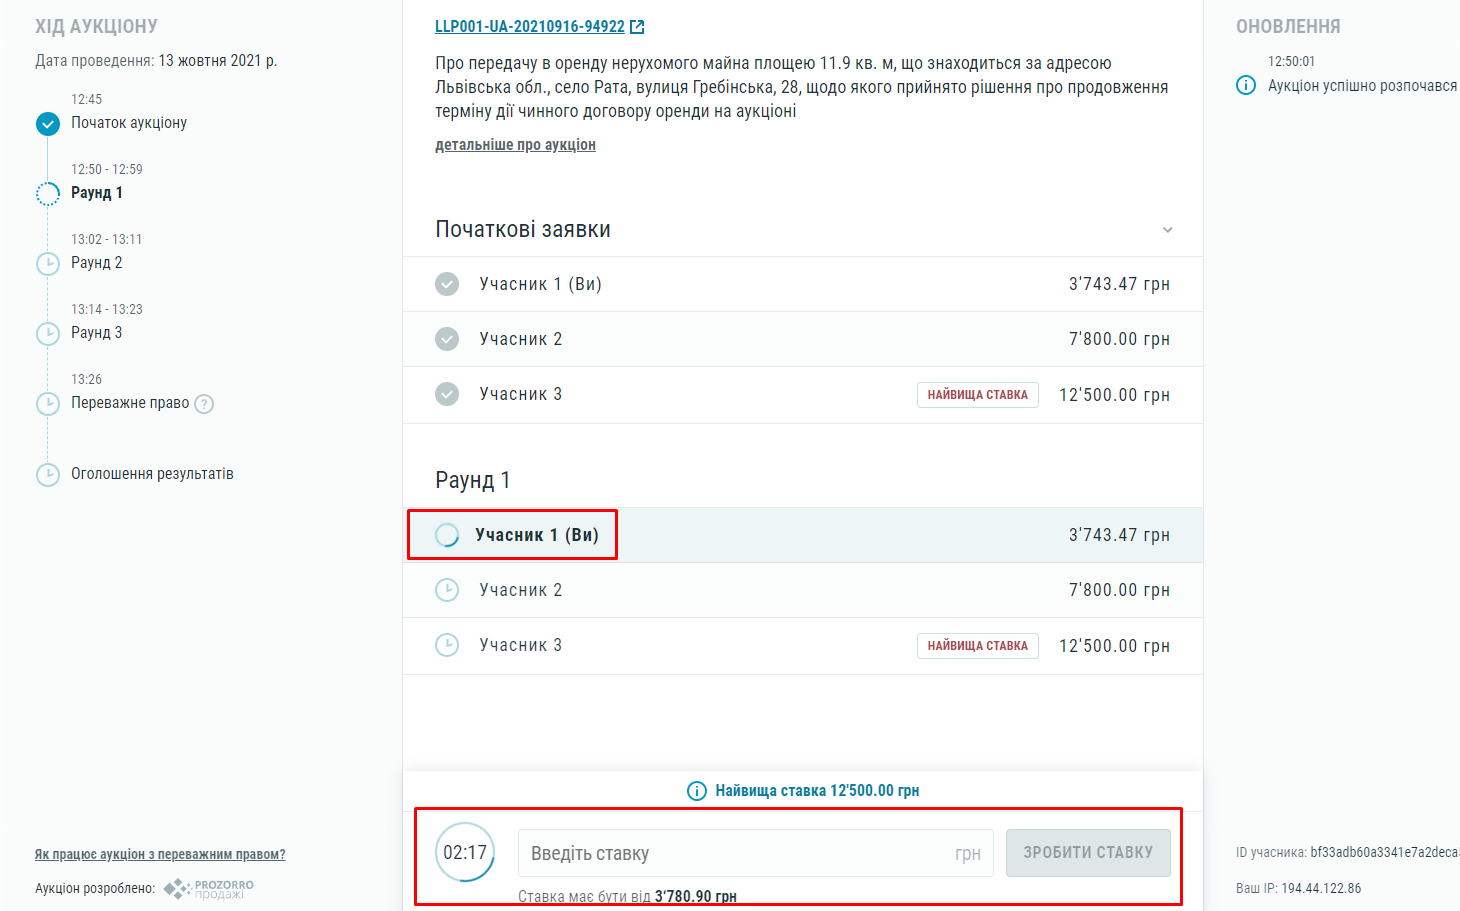 ХІД АУКЦІОНУ
Дата проведення: 13 жовтня 2021 р.
12:45
Початок аукціону
12:50 - 12:59
Раунд 1
13:02 - 13:11
Раунд 2
13:14 - 13:23
Раунд 3
13:26
Переважне право ?
Оголошення результатів
Як працює аукціон з переважним правом?
Аукціон розроблено: PROZORRO
продажі
LLP001-UA-20210916-94922
Про передачу в оренду нерухомого майна площею 11.9 кв. м, що знаходиться за адресою
Львівська обл., село Рата, вулиця Гребінська, 28, щодо якого прийнято рішення про продовження
терміну дії чинного договору оренди на аукціоні
детальніше про аукціон
Початкові заявки
Учасник 1 (Ви) 3'743.47 грн
Учасник 2 7'800.00 грн
Учасник 3 НАЙВИЩА СТАВКА 12'500.00 грн
Раунд 1
Учасник 1 (Ви) 3'743.47 грн
Учасник 2 7'800.00 грн
Учасник 3 НАЙВИЩА СТАВКА 12'500.00 грн
Найвища ставка 12'500.00 грн
02:17 Введіть ставку грн ЗРОБИТИ СТАВКУ
Ставка має бути від 3'780.90 грн
ОНОВЛЕННЯ
12:50:01
Аукціон успішно розпочався
ID учасника: bf33adb60a3341e7a2deca
Ваш IP: 194.44.122.86